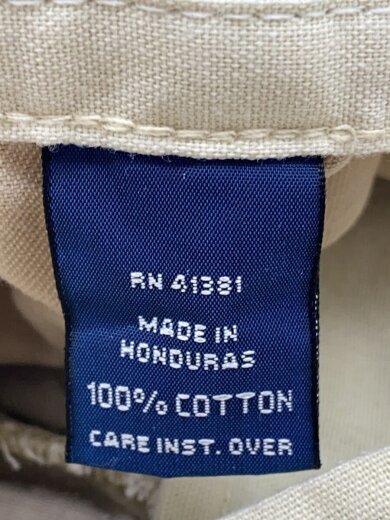 RN 41381
MADE IN
HONDURAS
100% COTTON
CARE INST. OVER